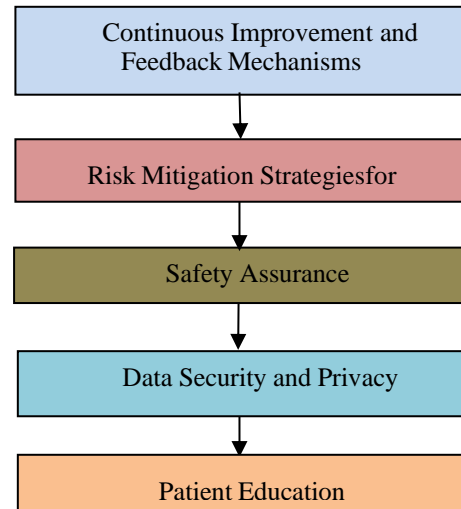 Continuous Improvement and
Feedback Mechanisms
Risk Mitigation Strategiesfor
Safety Assurance
Data Security and Privacy
Patient Education